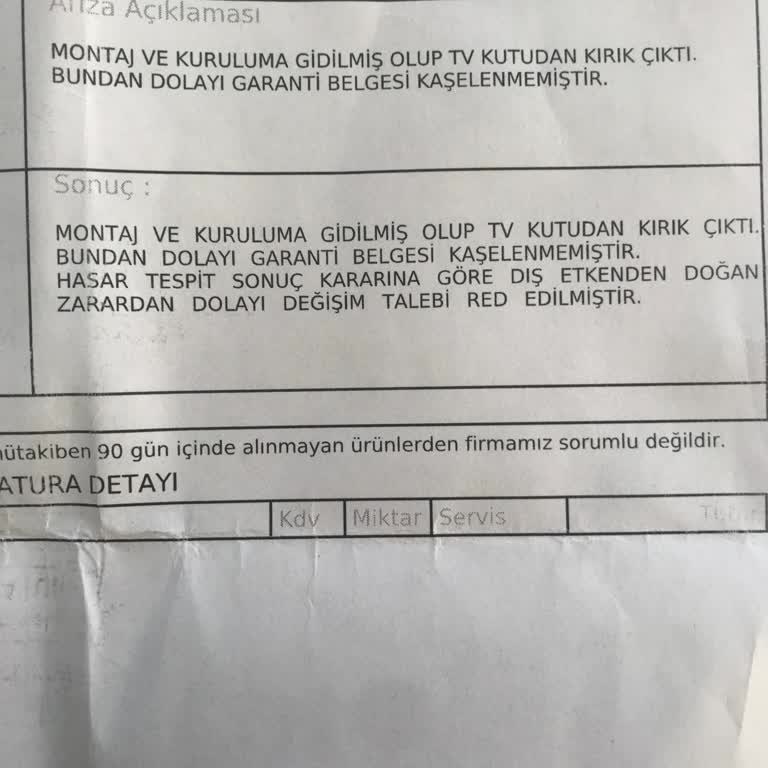 Arıza Açıklaması
MONTAJ VE KURULUMA GİDİLMİŞ OLUP TV KUTUDAN KIRIK ÇIKTI.
BUNDAN DOLAYI GARANTİ BELGESİ KAŞELENMEMİŞTİR.
Sonuç :
MONTAJ VE KURULUMA GİDİLMİŞ OLUP TV KUTUDAN KIRIK ÇIKTI.
BUNDAN DOLAYI GARANTİ BELGESİ KAŞELENMEMİŞTİR.
HASAR TESPİT SONUÇ KARARINA GÖRE DIŞ ETKENDEN DOĞAN
ZARARDAN DOLAYI DEĞİŞİM TALEBİ RED EDİLMİŞTİR.
mütakiben 90 gün içinde alınmayan ürünlerden firmamız sorumlu değildir.
ATURA DETAYI
Kdv Miktar Servis